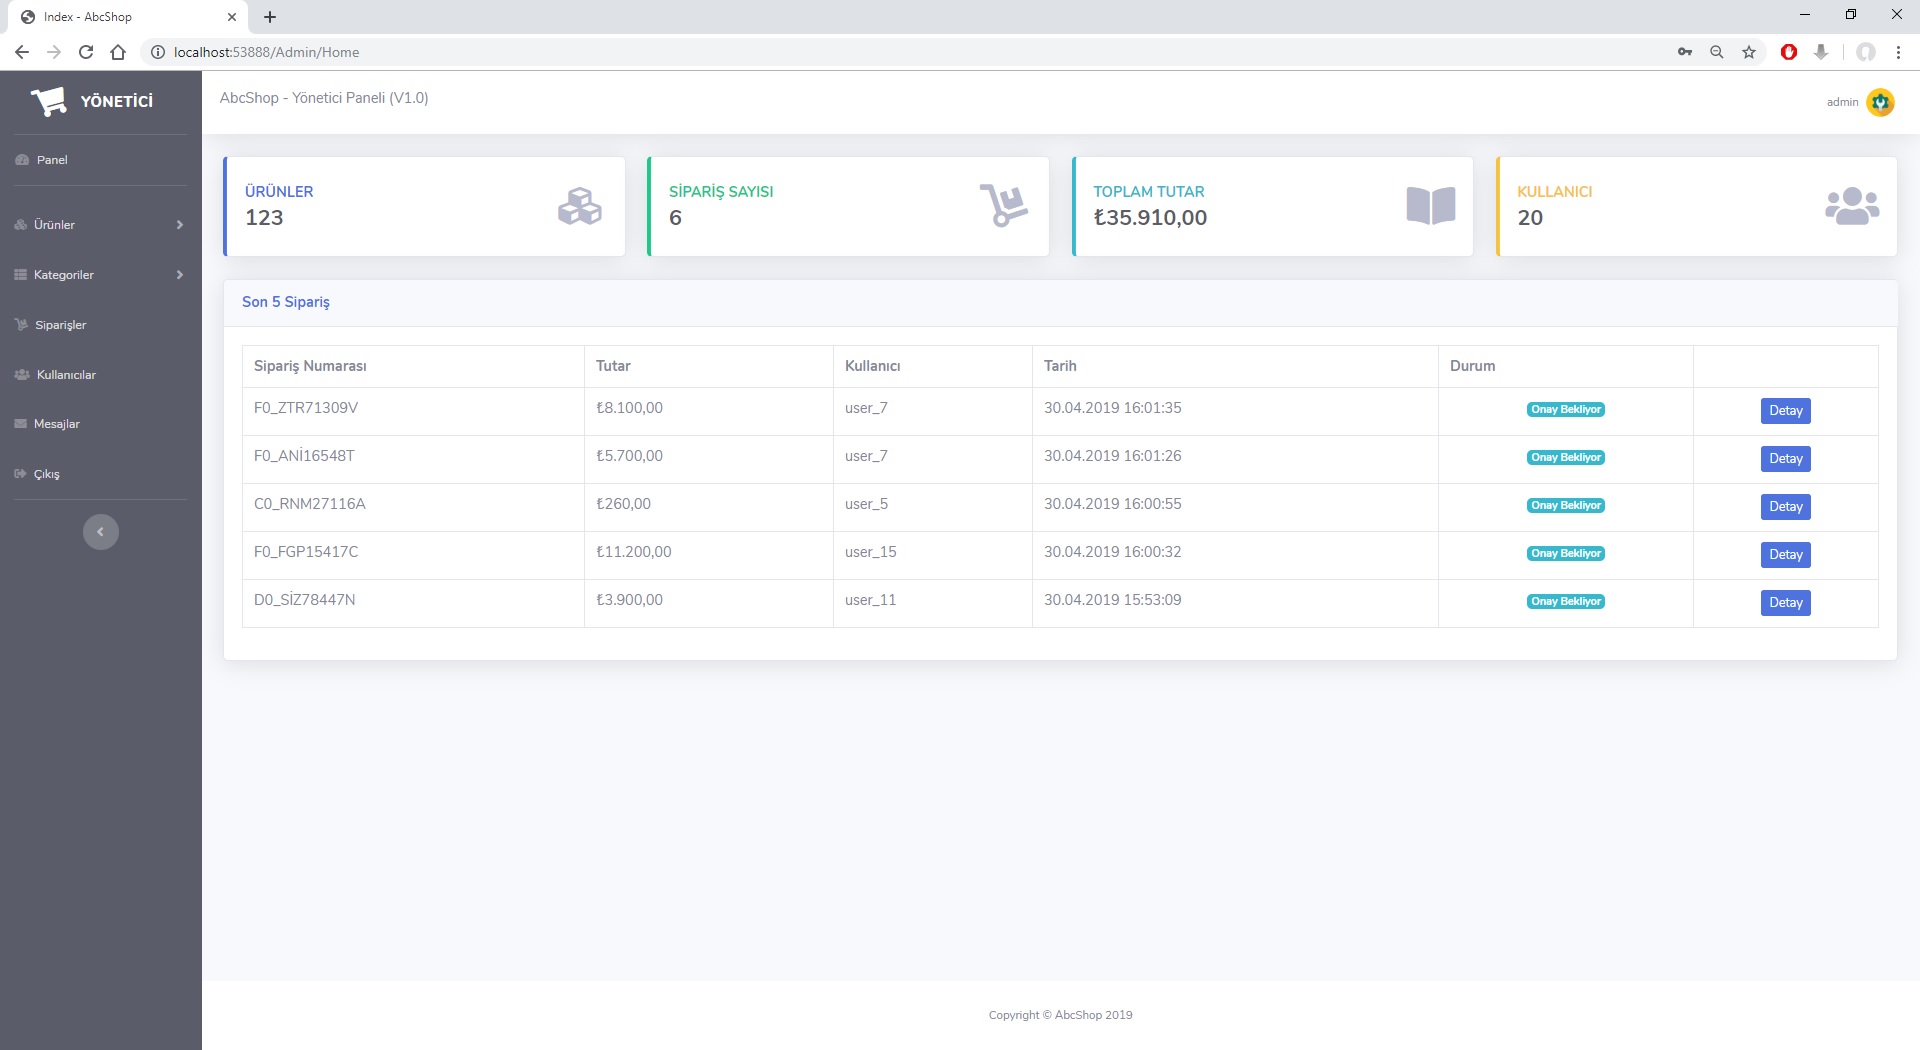 Index - AbcShop
localhost:53888/Admin/Home
YÖNETİCİ
AbcShop - Yönetici Paneli (V1.0)
admin
Panel
Ürünler
Kategoriler
Siparişler
Kullanıcılar
Mesajlar
Çıkış
ÜRÜNLER
123
SİPARİŞ SAYISI
6
TOPLAM TUTAR
₺35.910,00
KULLANICI
20
Son 5 Sipariş
Sipariş Numarası Tutar Kullanıcı Tarih Durum
F0_ZTR71309V ₺8.100,00 user_7 30.04.2019 16:01:35 Onay Bekliyor Detay
F0_ANİ16548T ₺5.700,00 user_7 30.04.2019 16:01:26 Onay Bekliyor Detay
C0_RNM27116A ₺260,00 user_5 30.04.2019 16:00:55 Onay Bekliyor Detay
F0_FGP15417C ₺11.200,00 user_15 30.04.2019 16:00:32 Onay Bekliyor Detay
D0_SİZ78447N ₺3.900,00 user_11 30.04.2019 15:53:09 Onay Bekliyor Detay
Copyright © AbcShop 2019